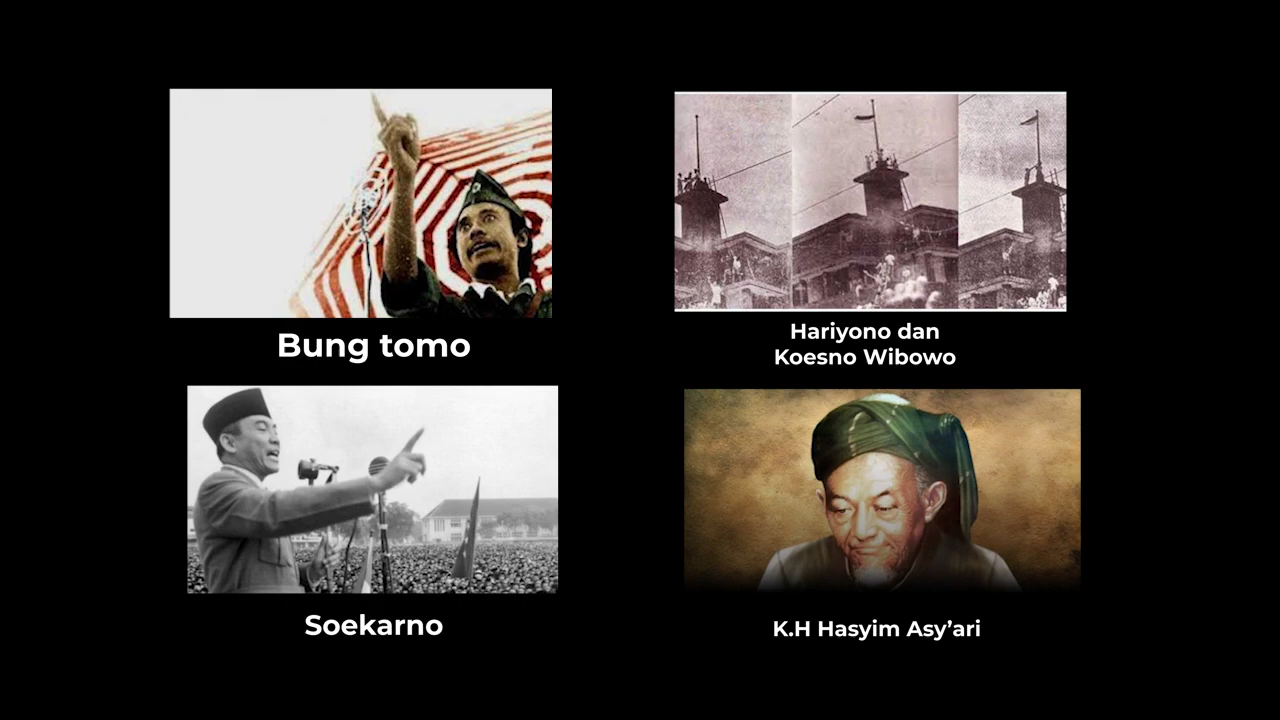 Bung tomo
Hariyono dan
Koesno Wibowo
Soekarno
K.H Hasyim Asy’ari